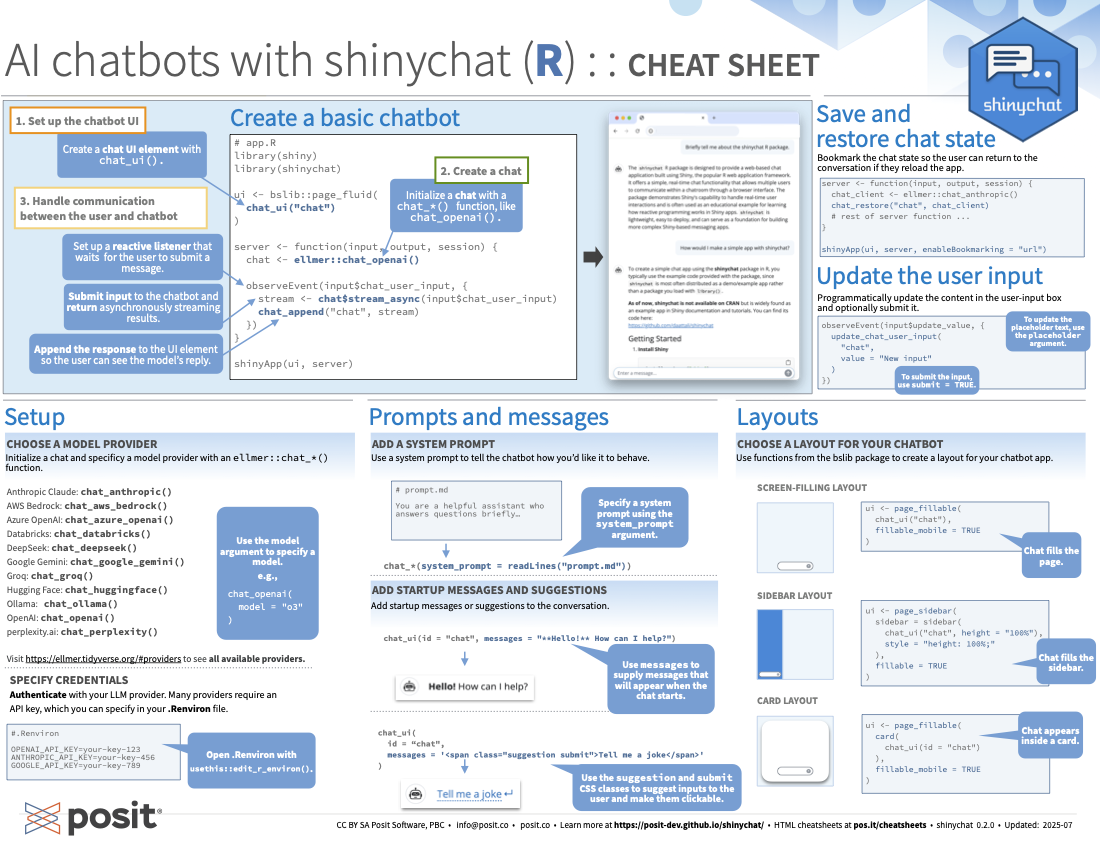 AI chatbots with shinychat (R) : : CHEAT SHEET
shinychat
1. Set up the chatbot UI
Create a chat UI element with
chat_ui().
3. Handle communication
between the user and chatbot
Set up a reactive listener that
waits for the user to submit a
message.
Submit input to the chatbot and
return asynchronously streaming
results.
Append the response to the UI element
so the user can see the model's reply.
Create a basic chatbot
# app.R
library(shiny)
library(shinychat)
ui <- bslib::page_fluid(
chat_ui("chat")
)
server <- function(input, output, session) {
chat <- ellmer::chat_openai()
observeEvent(input$chat_user_input, {
stream <- chat$stream_async(input$chat_user_input)
chat_append("chat", stream)
})
}
shinyApp(ui, server)
2. Create a chat
Initialize a chat with a
chat_*() function, like
chat_openai().
Briefly tell me about the shinychat R package.
The shinychat R package is designed to provide a web-based chat
application built using Shiny, the popular R web application framework.
It offers a simple, real-time chat functionality that allows multiple users
to communicate within a chatroom through a browser interface. The
package demonstrates Shiny's capability to handle real-time user
interactions and is often used as an educational example for learning
how reactive programming works in Shiny apps. shinychat is
lightweight, easy to deploy, and can serve as a foundation for building
more complex Shiny-based messaging apps.
How would I make a simple app with shinychat?
To create a simple chat app using the shinychat package in R, you
typically use the example code provided with the package,
since shinychat is most often distributed as a demo/example app rather
than a package you load with library().
As of now, shinychat is not available on CRAN but is widely found as
an example app in Shiny documentation and tutorials. You can find its
code here:
Getting Started
1. Install Shiny
Enter a message...
Save and
restore chat state
Bookmark the chat state so the user can return to the
conversation if they reload the app.
server <- function(input, output, session) {
chat_client <- ellmer::chat_anthropic()
chat_restore("chat", chat_client)
# rest of server function ...
}
shinyApp(ui, server, enableBookmarking = "url")
Update the user input
Programmatically update the content in the user-input box
and optionally submit it.
observeEvent(input$update_value, {
update_chat_user_input(
"chat",
value = "New input"
)
})
To update the
placeholder text, use
the placeholder
argument.
To submit the input,
use submit = TRUE.
Setup
CHOOSE A MODEL PROVIDER
Initialize a chat and specificy a model provider with an ellmer::chat_*()
function.
Anthropic Claude: chat_anthropic()
AWS Bedrock: chat_aws_bedrock()
Azure OpenAI: chat_azure_openai()
Databricks: chat_databricks()
DeepSeek: chat_deepseek()
Google Gemini: chat_google_gemini()
Groq: chat_groq()
Hugging Face: chat_huggingface()
Ollama: chat_ollama()
OpenAI: chat_openai()
perplexity.ai: chat_perplexity()
Use the model
argument to specify a
model.
e.g.,
chat_openai(
model = "o3"
)
Visit https://ellmer.tidyverse.org/#providers to see all available providers.
SPECIFY CREDENTIALS
Authenticate with your LLM provider. Many providers require an
API key, which you can specify in your .Renviron file.
#.Renviron
OPENAI_API_KEY=your-key-123
ANTHROPIC_API_KEY=your-key-456
GOOGLE_API_KEY=your-key-789
Open .Renviron with
usethis::edit_r_environ().
Prompts and messages
ADD A SYSTEM PROMPT
Use a system prompt to tell the chatbot how you'd like it to behave.
# prompt.md
You are a helpful assistant who
answers questions briefly…
Specify a system
prompt using the
system_prompt
argument.
chat_*(system_prompt = readLines("prompt.md"))
ADD STARTUP MESSAGES AND SUGGESTIONS
Add startup messages or suggestions to the conversation.
chat_ui(id = "chat", messages = "**Hello!** How can I help?")
Hello! How can I help?
Use messages to
supply messages that
will appear when the
chat starts.
chat_ui(
id = "chat",
messages = '<span class="suggestion submit">Tell me a joke</span>'
)
Tell me a joke ↵
Use the suggestion and submit
CSS classes to suggest inputs to the
user and make them clickable.
Layouts
CHOOSE A LAYOUT FOR YOUR CHATBOT
Use functions from the bslib package to create a layout for your chatbot app.
SCREEN-FILLING LAYOUT
ui <- page_fillable(
chat_ui("chat"),
fillable_mobile = TRUE
)
Chat fills the
page.
SIDEBAR LAYOUT
ui <- page_sidebar(
sidebar = sidebar(
chat_ui("chat", height = "100%"),
style = "height: 100%;"
),
fillable = TRUE
)
Chat fills the
sidebar.
CARD LAYOUT
ui <- page_fillable(
card(
chat_ui(id = "chat")
),
fillable_mobile = TRUE
)
Chat appears
inside a card.
posit
CC BY SA Posit Software, PBC • info@posit.co • posit.co • Learn more at https://posit-dev.github.io/shinychat/ • HTML cheatsheets at pos.it/cheatsheets • shinychat 0.2.0 • Updated: 2025-07